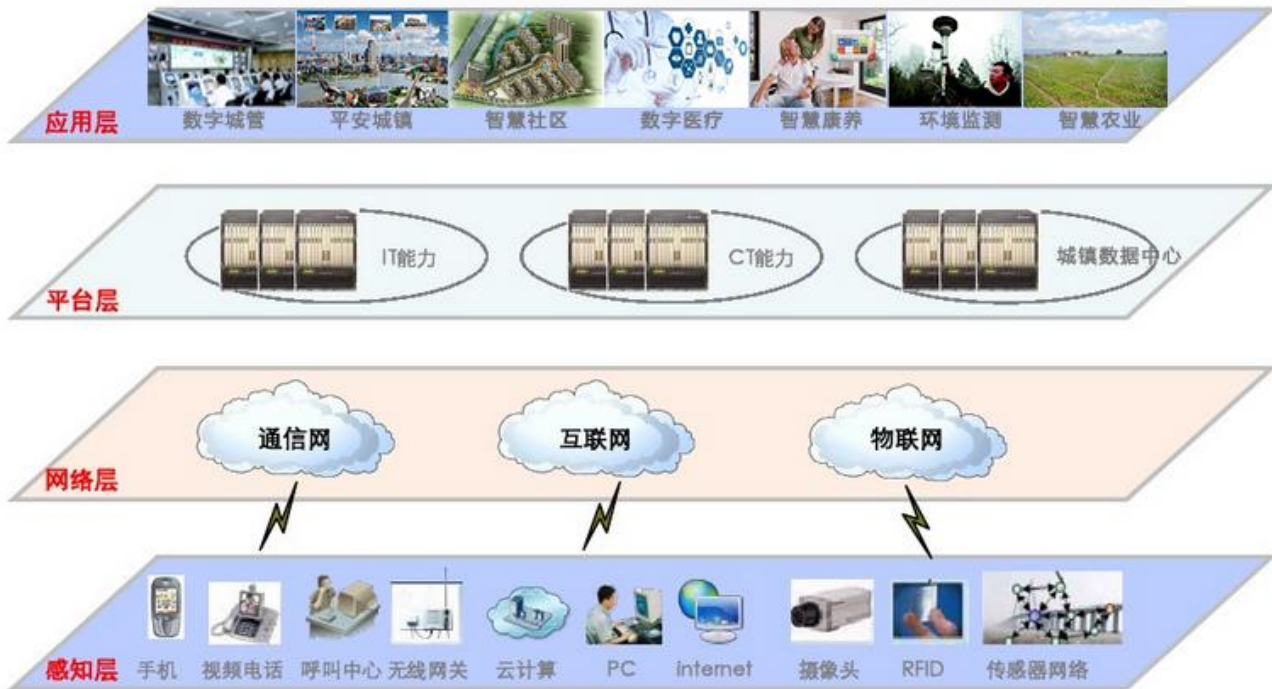 数字城管 平安城镇 智慧社区 数字医疗 智慧康养 环境监测 智慧农业
应用层
IT能力 CT能力 城镇数据中心
平台层
通信网 互联网 物联网
网络层
手机 视频电话 呼叫中心 无线网关 云计算 PC internet 摄像头 RFID 传感器网络
感知层